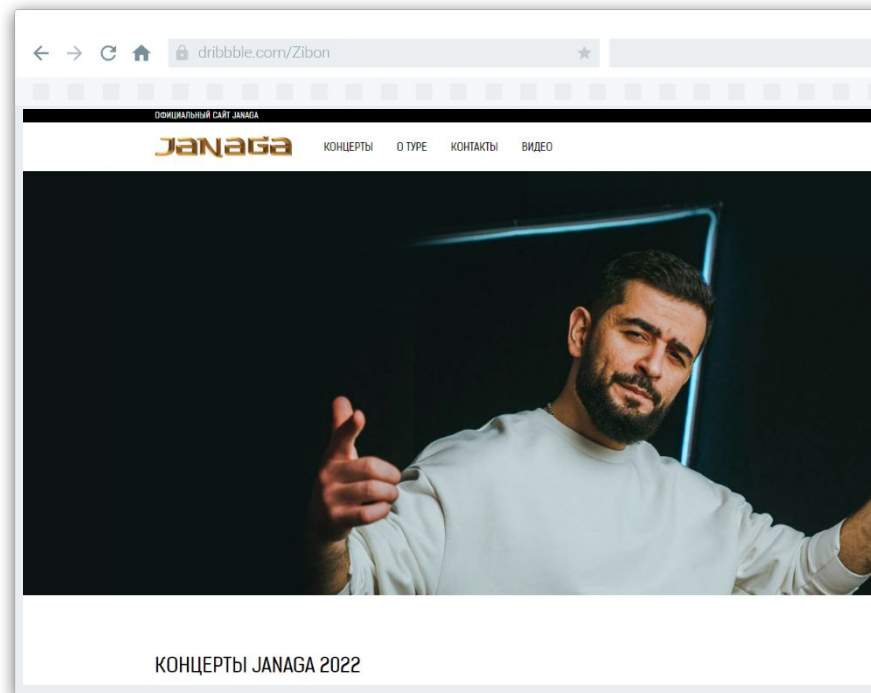 dribbble.com/Zibon
ОФИЦИАЛЬНЫЙ САЙТ JANAGA
JANAGA КОНЦЕРТЫ О ТУРЕ КОНТАКТЫ ВИДЕО
КОНЦЕРТЫ JANAGA 2022